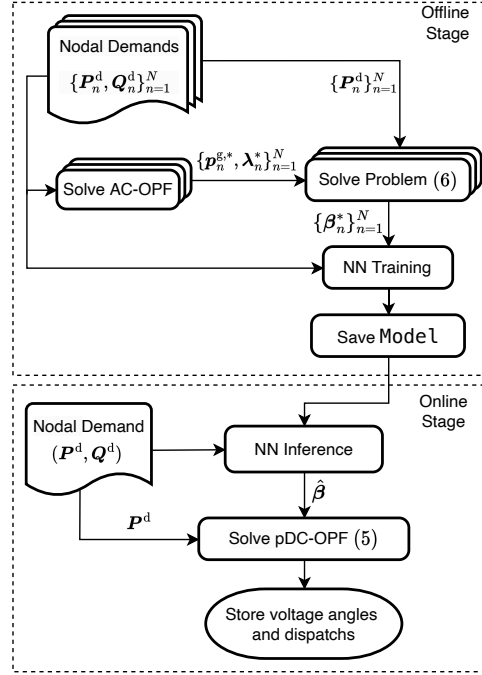 Offline
Stage
Nodal Demands
{P_n^d, Q_n^d}_{n=1}^N
{P_n^d}_{n=1}^N
{p_n^{g,*}, λ_n^*}_{n=1}^N
Solve AC-OPF
Solve Problem (6)
{β_n^*}_{n=1}^N
NN Training
Save Model
Online
Stage
Nodal Demand
(P^d, Q^d)
NN Inference
β̂
P^d
Solve pDC-OPF (5)
Store voltage angles
and dispatchs